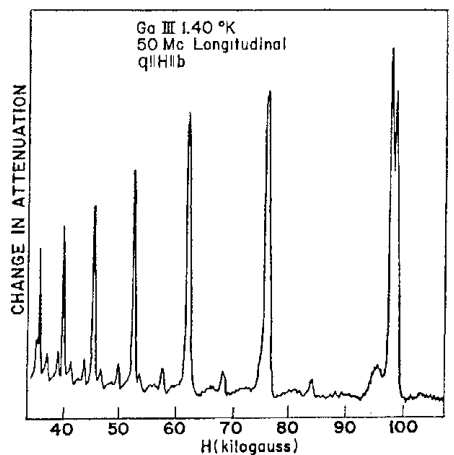 Ga III 1.40 °K
50 Mc Longitudinal
q||H||b
CHANGE IN ATTENUATION
40 50 60 70 80 90 100
H(kilogauss)